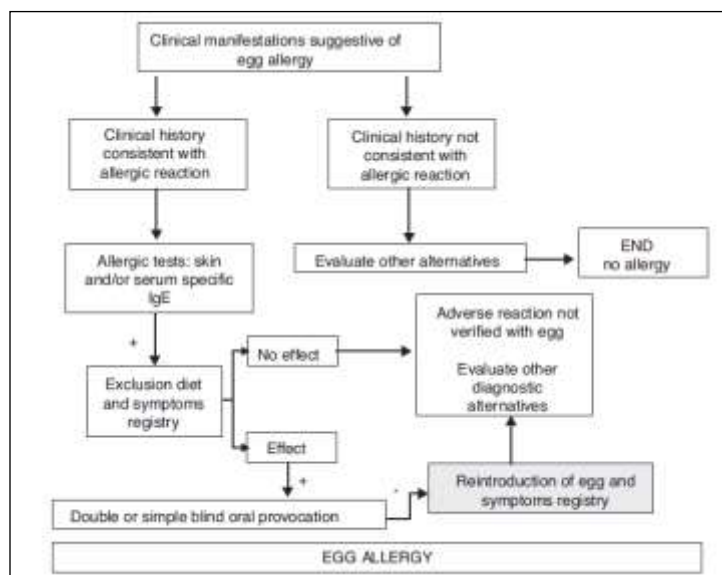 Clinical manifestations suggestive of
egg allergy
Clinical history
consistent with
allergic reaction
Clinical history not
consistent with
allergic reaction
Allergic tests: skin
and/or serum specific
IgE
Evaluate other alternatives
END
no allergy
+
Exclusion diet
and symptoms
registry
No effect
Effect
Adverse reaction not
verified with egg
Evaluate other
diagnostic
alternatives
+
Double or simple blind oral provocation
-
Reintroduction of egg and
symptoms registry
EGG ALLERGY